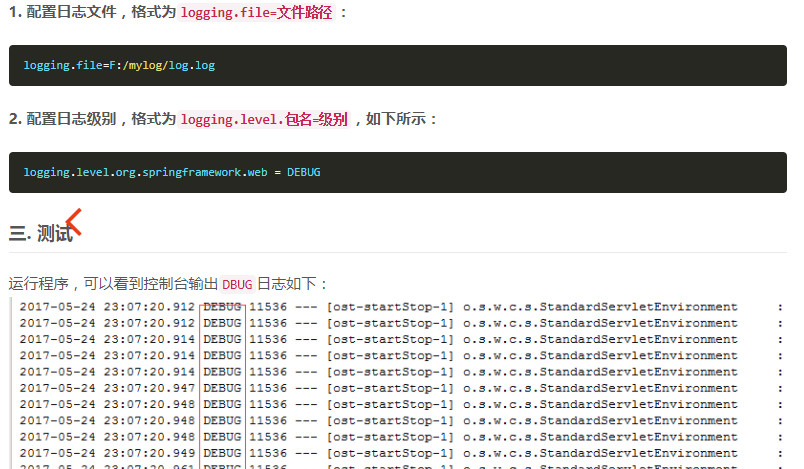 1. 配置日志文件，格式为 logging.file=文件路径 ：
logging.file=F:/mylog/log.log
2. 配置日志级别，格式为 logging.level.包名=级别 ，如下所示：
logging.level.org.springframework.web = DEBUG
三. 测试
运行程序，可以看到控制台输出 DBUG 日志如下：
2017-05-24 23:07:20.912 DEBUG 11536 --- [ost-startStop-1] o.s.w.c.s.StandardServletEnvironment :
2017-05-24 23:07:20.912 DEBUG 11536 --- [ost-startStop-1] o.s.w.c.s.StandardServletEnvironment :
2017-05-24 23:07:20.914 DEBUG 11536 --- [ost-startStop-1] o.s.w.c.s.StandardServletEnvironment :
2017-05-24 23:07:20.914 DEBUG 11536 --- [ost-startStop-1] o.s.w.c.s.StandardServletEnvironment :
2017-05-24 23:07:20.914 DEBUG 11536 --- [ost-startStop-1] o.s.w.c.s.StandardServletEnvironment :
2017-05-24 23:07:20.947 DEBUG 11536 --- [ost-startStop-1] o.s.w.c.s.StandardServletEnvironment :
2017-05-24 23:07:20.948 DEBUG 11536 --- [ost-startStop-1] o.s.w.c.s.StandardServletEnvironment :
2017-05-24 23:07:20.948 DEBUG 11536 --- [ost-startStop-1] o.s.w.c.s.StandardServletEnvironment :
2017-05-24 23:07:20.948 DEBUG 11536 --- [ost-startStop-1] o.s.w.c.s.StandardServletEnvironment :
2017-05-24 23:07:20.949 DEBUG 11536 --- [ost-startStop-1] o.s.w.c.s.StandardServletEnvironment :
2017-05-24 23:07:20.961 DEBUG 11536 --- [ost-startStop-1] o.s.w.c.s.StandardServletEnvironment :